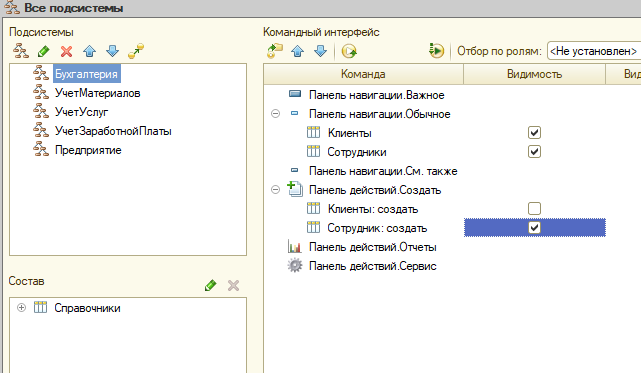 Все подсистемы
Подсистемы
Бухгалтерия
УчетМатериалов
УчетУслуг
УчетЗаработнойПлаты
Предприятие
Состав
Справочники
Командный интерфейс
Отбор по ролям: <Не установлен>
Команда Видимость Вид
Панель навигации.Важное
Панель навигации.Обычное
Клиенты
Сотрудники
Панель навигации.См. также
Панель действий.Создать
Клиенты: создать
Сотрудник: создать
Панель действий.Отчеты
Панель действий.Сервис